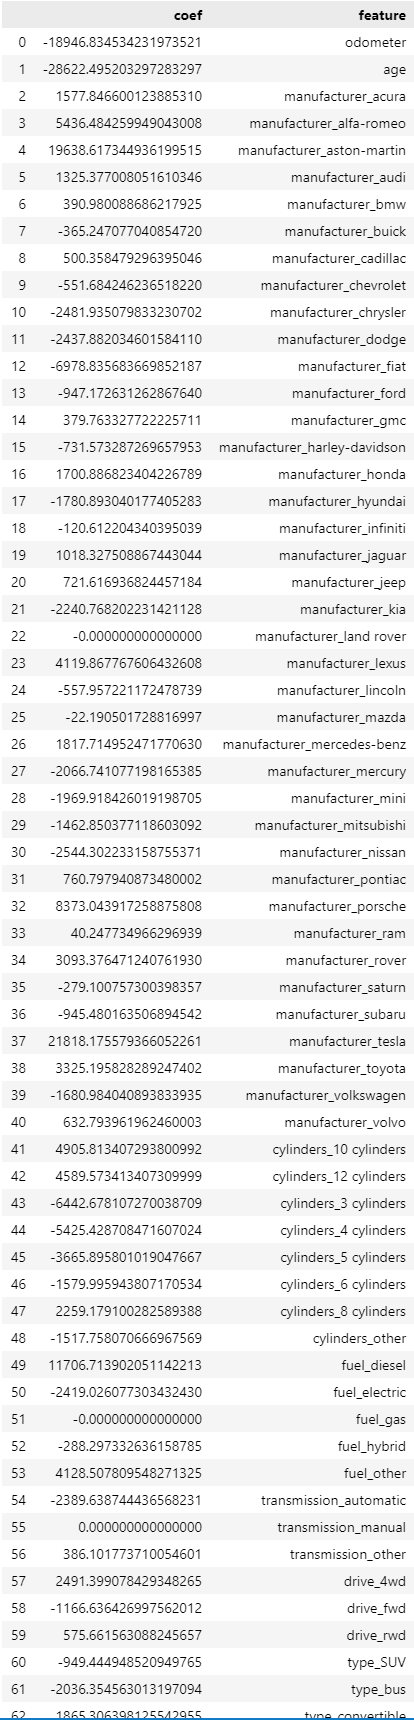 coef feature
0 -18946.834534231973521 odometer
1 -28622.495203297283297 age
2 1577.846600123885310 manufacturer_acura
3 5436.484259949043008 manufacturer_alfa-romeo
4 19638.617344936199515 manufacturer_aston-martin
5 1325.377008051610346 manufacturer_audi
6 390.980088686217925 manufacturer_bmw
7 -365.247077040854720 manufacturer_buick
8 500.358479296395046 manufacturer_cadillac
9 -551.684246236518220 manufacturer_chevrolet
10 -2481.935079833230702 manufacturer_chrysler
11 -2437.882034601584110 manufacturer_dodge
12 -6978.835683669852187 manufacturer_fiat
13 -947.172631262867640 manufacturer_ford
14 379.763327722225711 manufacturer_gmc
15 -731.573287269657953 manufacturer_harley-davidson
16 1700.886823404226789 manufacturer_honda
17 -1780.893040177405283 manufacturer_hyundai
18 -120.612204340395039 manufacturer_infiniti
19 1018.327508867443044 manufacturer_jaguar
20 721.616936824457184 manufacturer_jeep
21 -2240.768202231421128 manufacturer_kia
22 -0.000000000000000 manufacturer_land rover
23 4119.867767606432608 manufacturer_lexus
24 -557.957221172478739 manufacturer_lincoln
25 -22.190501728816997 manufacturer_mazda
26 1817.714952471770630 manufacturer_mercedes-benz
27 -2066.741077198165385 manufacturer_mercury
28 -1969.918426019198705 manufacturer_mini
29 -1462.850377118603092 manufacturer_mitsubishi
30 -2544.302233158755371 manufacturer_nissan
31 760.797940873480002 manufacturer_pontiac
32 8373.043917258875808 manufacturer_porsche
33 40.247734966296939 manufacturer_ram
34 3093.376471240761930 manufacturer_rover
35 -279.100757300398357 manufacturer_saturn
36 -945.480163506894542 manufacturer_subaru
37 21818.175579366052261 manufacturer_tesla
38 3325.195828289247402 manufacturer_toyota
39 -1680.984040893833935 manufacturer_volkswagen
40 632.793961962460003 manufacturer_volvo
41 4905.813407293800992 cylinders_10 cylinders
42 4589.573413407309999 cylinders_12 cylinders
43 -6442.678107270038709 cylinders_3 cylinders
44 -5425.428708471607024 cylinders_4 cylinders
45 -3665.895801019047667 cylinders_5 cylinders
46 -1579.995943807170534 cylinders_6 cylinders
47 2259.179100282589388 cylinders_8 cylinders
48 -1517.758070666967569 cylinders_other
49 11706.713902051142213 fuel_diesel
50 -2419.026077303432430 fuel_electric
51 -0.000000000000000 fuel_gas
52 -288.297332636158785 fuel_hybrid
53 4128.507809548271325 fuel_other
54 -2389.638744436568231 transmission_automatic
55 0.000000000000000 transmission_manual
56 386.101773710054601 transmission_other
57 2491.399078429348265 drive_4wd
58 -1166.636426997562012 drive_fwd
59 575.661563088245657 drive_rwd
60 -949.444948520949765 type_SUV
61 -2036.354563013197094 type_bus
62 1865.306398125542955 type_convertible